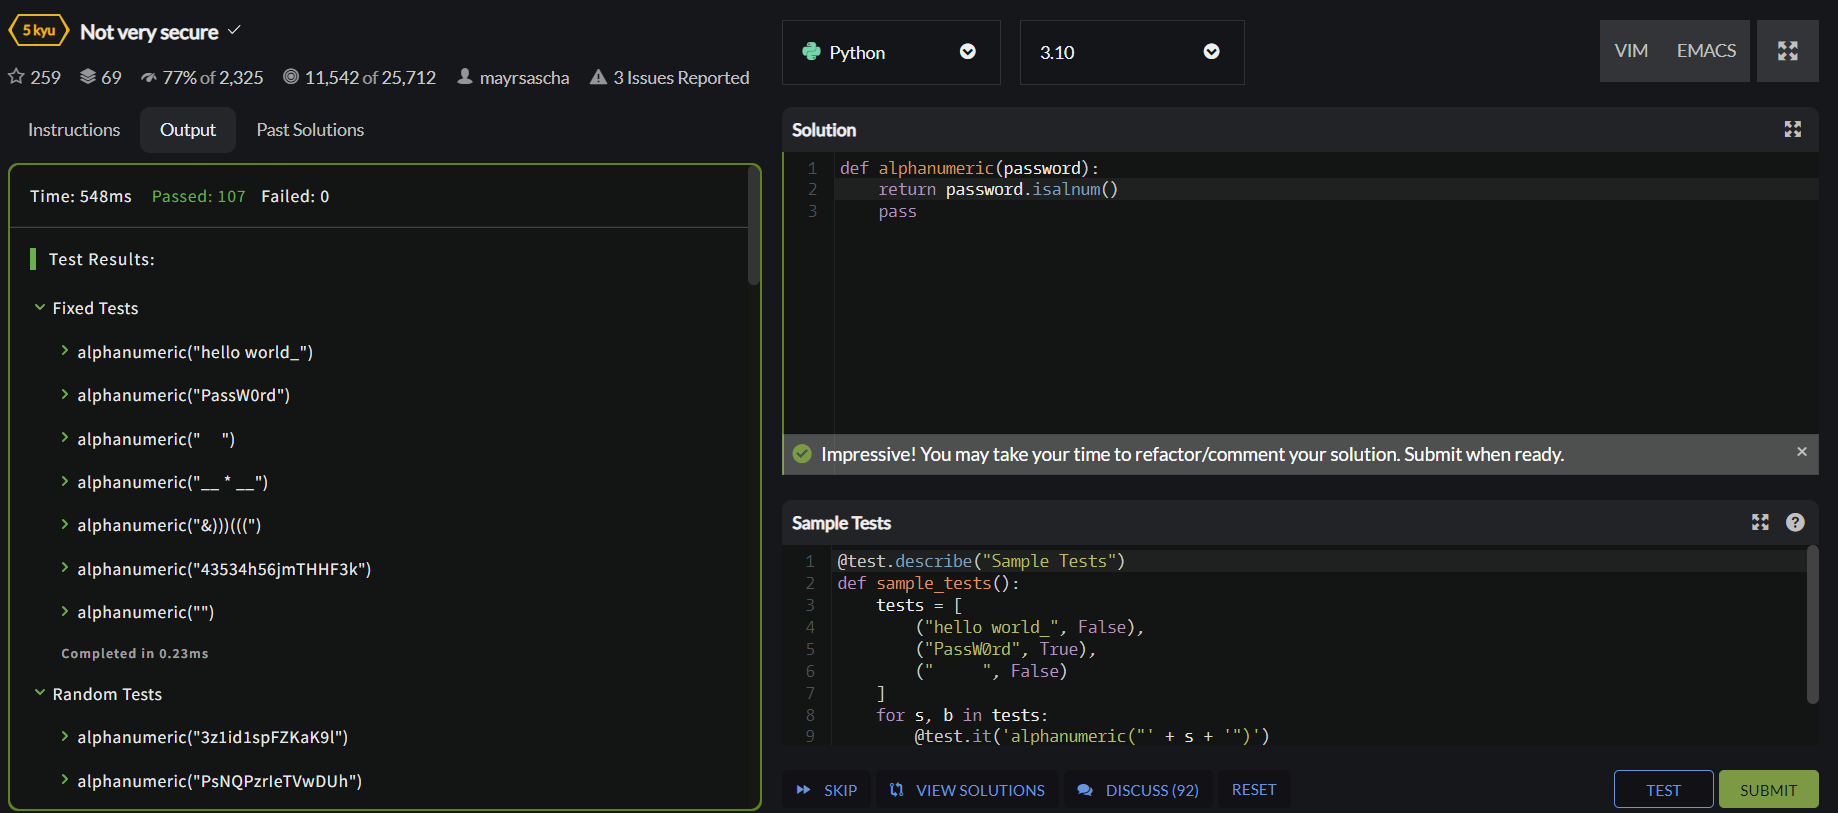 5 kyu Not very secure
259 69 77% of 2,325 11,542 of 25,712 mayrsascha 3 Issues Reported
Instructions Output Past Solutions
Time: 548ms Passed: 107 Failed: 0
Test Results:
Fixed Tests
alphanumeric("hello world_")
alphanumeric("PassW0rd")
alphanumeric("     ")
alphanumeric("__ * __")
alphanumeric("&)))(((")
alphanumeric("43534h56jmTHHF3k")
alphanumeric("")
Completed in 0.23ms
Random Tests
alphanumeric("3z1id1spFZKaK9l")
alphanumeric("PsNQPzrIeTVwDUh")
Python 3.10 VIM EMACS
Solution
1 def alphanumeric(password):
2     return password.isalnum()
3     pass
Impressive! You may take your time to refactor/comment your solution. Submit when ready.
Sample Tests
1 @test.describe("Sample Tests")
2 def sample_tests():
3     tests = [
4         ("hello world_", False),
5         ("PassW0rd", True),
6         ("     ", False)
7     ]
8     for s, b in tests:
9         @test.it('alphanumeric("' + s + '")')
SKIP VIEW SOLUTIONS DISCUSS (92) RESET TEST SUBMIT